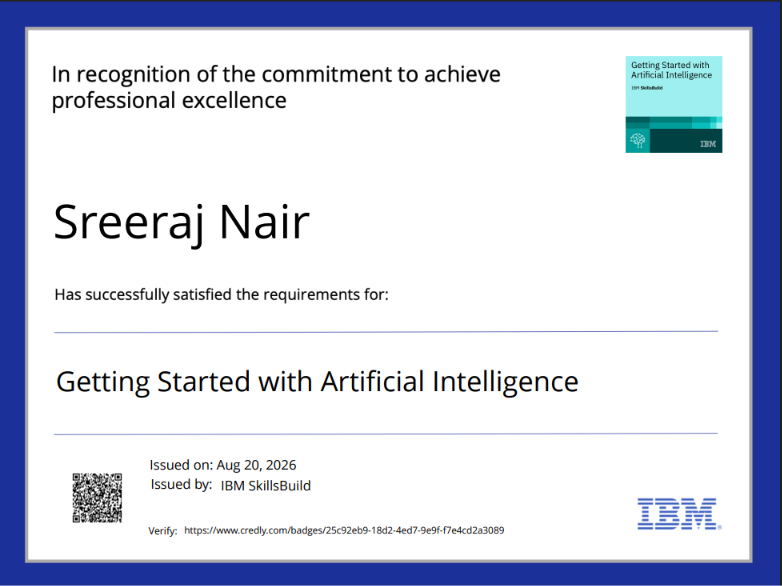 In recognition of the commitment to achieve
professional excellence
Getting Started with
Artificial Intelligence
IBM SkillsBuild
IBM
Sreeraj Nair
Has successfully satisfied the requirements for:
Getting Started with Artificial Intelligence
Issued on: Aug 20, 2026
Issued by: IBM SkillsBuild
Verify: https://www.credly.com/badges/25c92eb9-18d2-4ed7-9e9f-f7e4cd2a3089
IBM